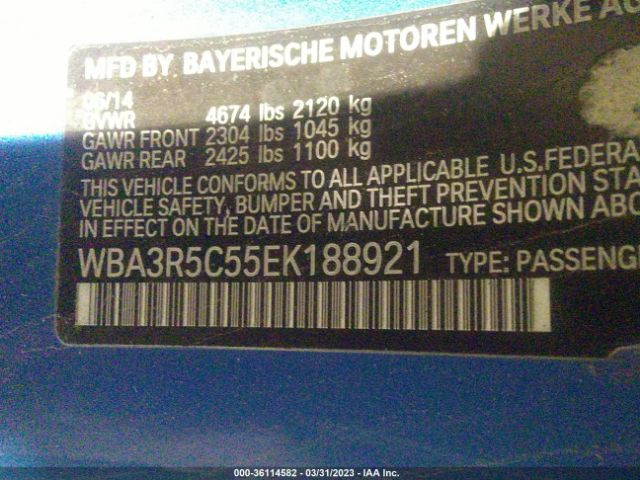 MFD BY BAYERISCHE MOTOREN WERKE AG
06/14
GVWR 4674 lbs 2120 kg
GAWR FRONT 2304 lbs 1045 kg
GAWR REAR 2425 lbs 1100 kg
THIS VEHICLE CONFORMS TO ALL APPLICABLE U.S.FEDERA
VEHICLE SAFETY, BUMPER AND THEFT PREVENTION STA
IN EFFECT ON THE DATE OF MANUFACTURE SHOWN ABO
WBA3R5C55EK188921 TYPE: PASSENG
000-36114582 - 03/31/2023 - IAA Inc.